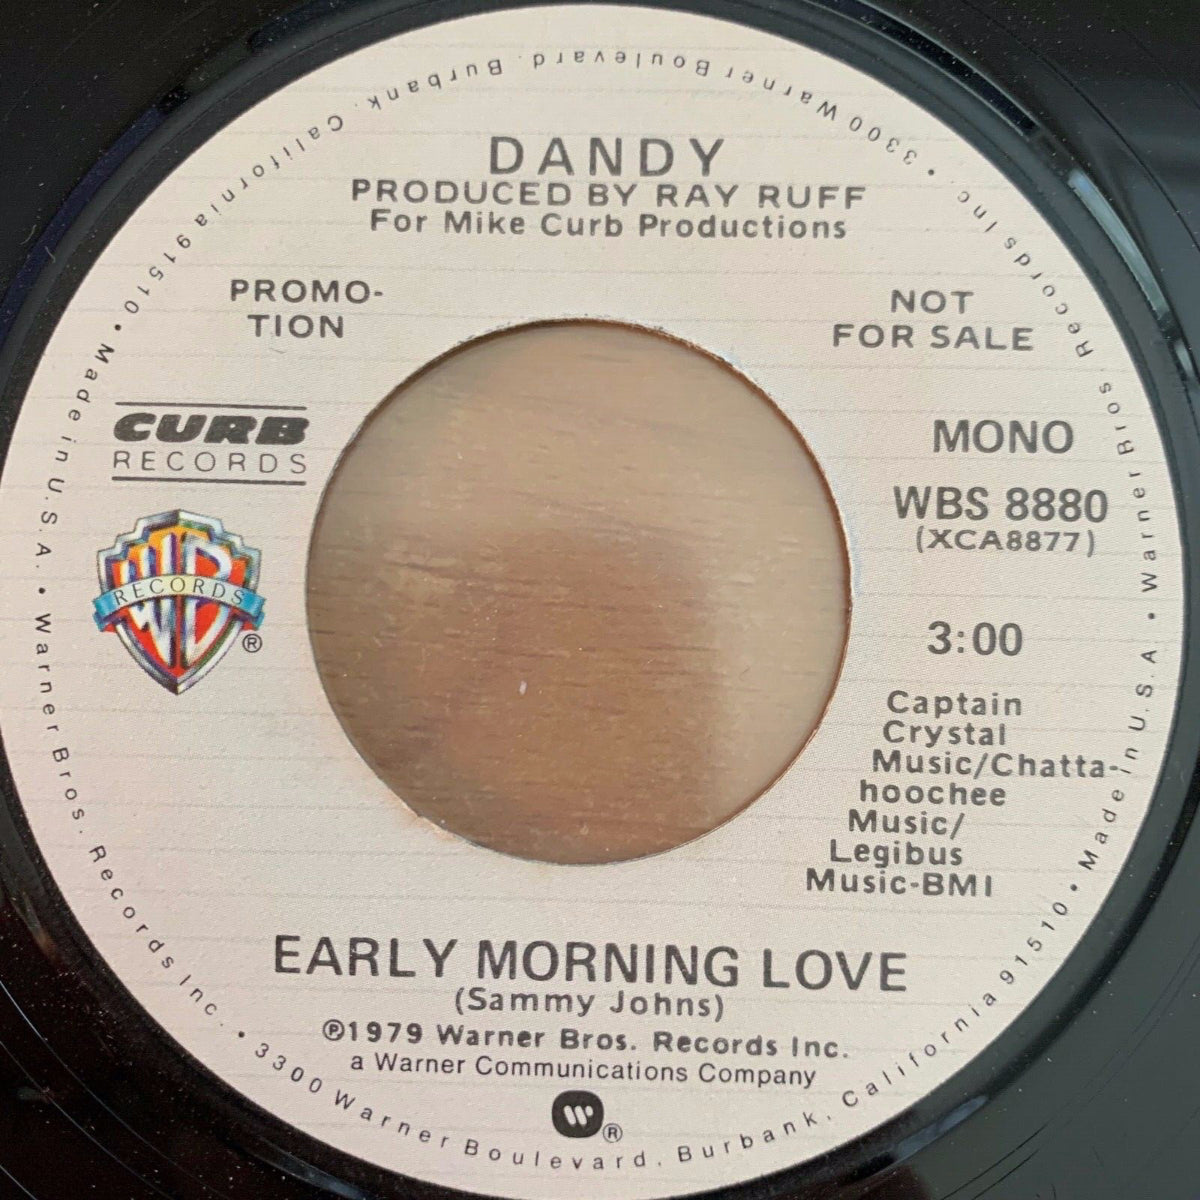 DANDY
PRODUCED BY RAY RUFF
For Mike Curb Productions
PROMO-
TION
NOT
FOR SALE
CURB
RECORDS
WB
RECORDS
®
MONO
WBS 8880
(XCA8877)
3:00
Captain
Crystal
Music/Chatta-
hoochee
Music/
Legibus
Music-BMI
EARLY MORNING LOVE
(Sammy Johns)
℗1979 Warner Bros. Records Inc.
a Warner Communications Company
W®
Made in U.S.A. • Warner Bros. Records Inc. • 3300 Warner Boulevard, Burbank, California 91510 • Made in U.S.A. • Warner Bros. Records Inc. • 3300 Warner Boulevard, Burbank, California 91510 •